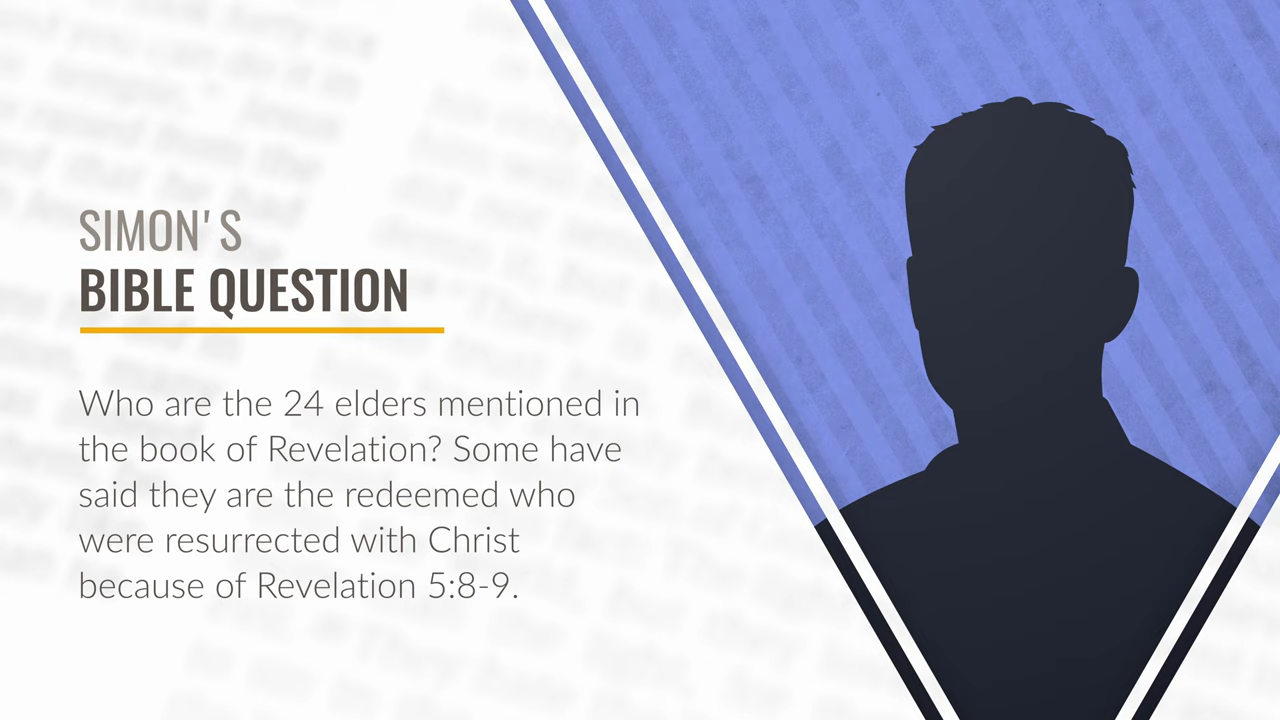 SIMON'S
BIBLE QUESTION
Who are the 24 elders mentioned in
the book of Revelation? Some have
said they are the redeemed who
were resurrected with Christ
because of Revelation 5:8-9.